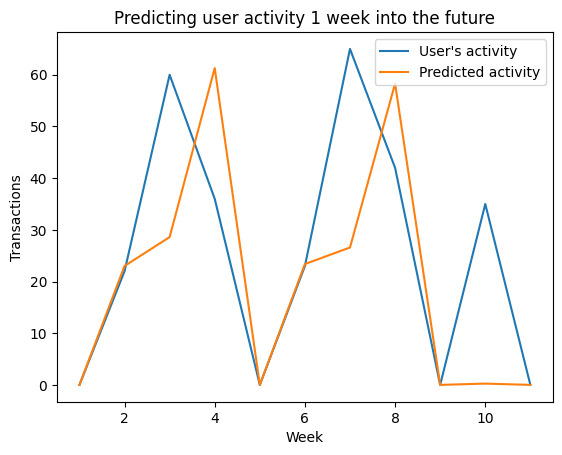 Predicting user activity 1 week into the future
User's activity
Predicted activity
60
50
40
30
20
10
0
Transactions
2
4
6
8
10
Week